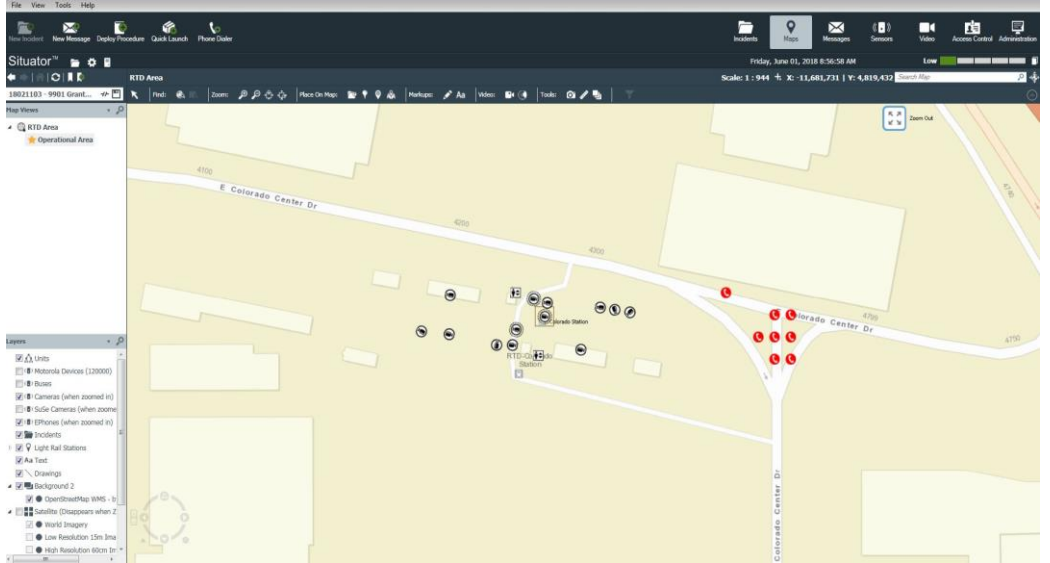 File View Tools Help
New Incident New Message Deploy Procedure Quick Launch Phone Dialer Incidents Maps Messages Sensors Video Access Control Administration
Situator™ Friday, June 01, 2018 8:56:58 AM Low
RTD Area Scale: 1 : 944 X: -11,681,731 | Y: 4,819,432 Search Map
18021103 - 9901 Grant... Find: Zoom: Place On Map: Markups: Aa Video: Tools:
Map Views
RTD Area
Operational Area
Zoom Out
4100
E Colorado Center Dr
4200
4300
4740
Colorado Center Dr
4705
4750
RTD-Colorado
Station
Colorado Center Dr
Layers
Units
Motorola Devices (120000)
Buses
Cameras (when zoomed in)
SuSe Cameras (when zoome
EPhones (when zoomed in)
Incidents
Light Rail Stations
Aa Text
Drawings
Background 2
OpenStreetMap WMS - b
Satellite (Disappears when Z
World Imagery
Low Resolution 15m Ima
High Resolution 60cm Im